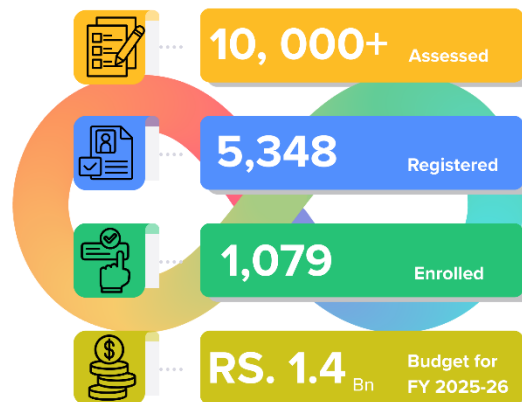 10, 000+ Assessed
5,348 Registered
1,079 Enrolled
RS. 1.4 Bn Budget for
FY 2025-26